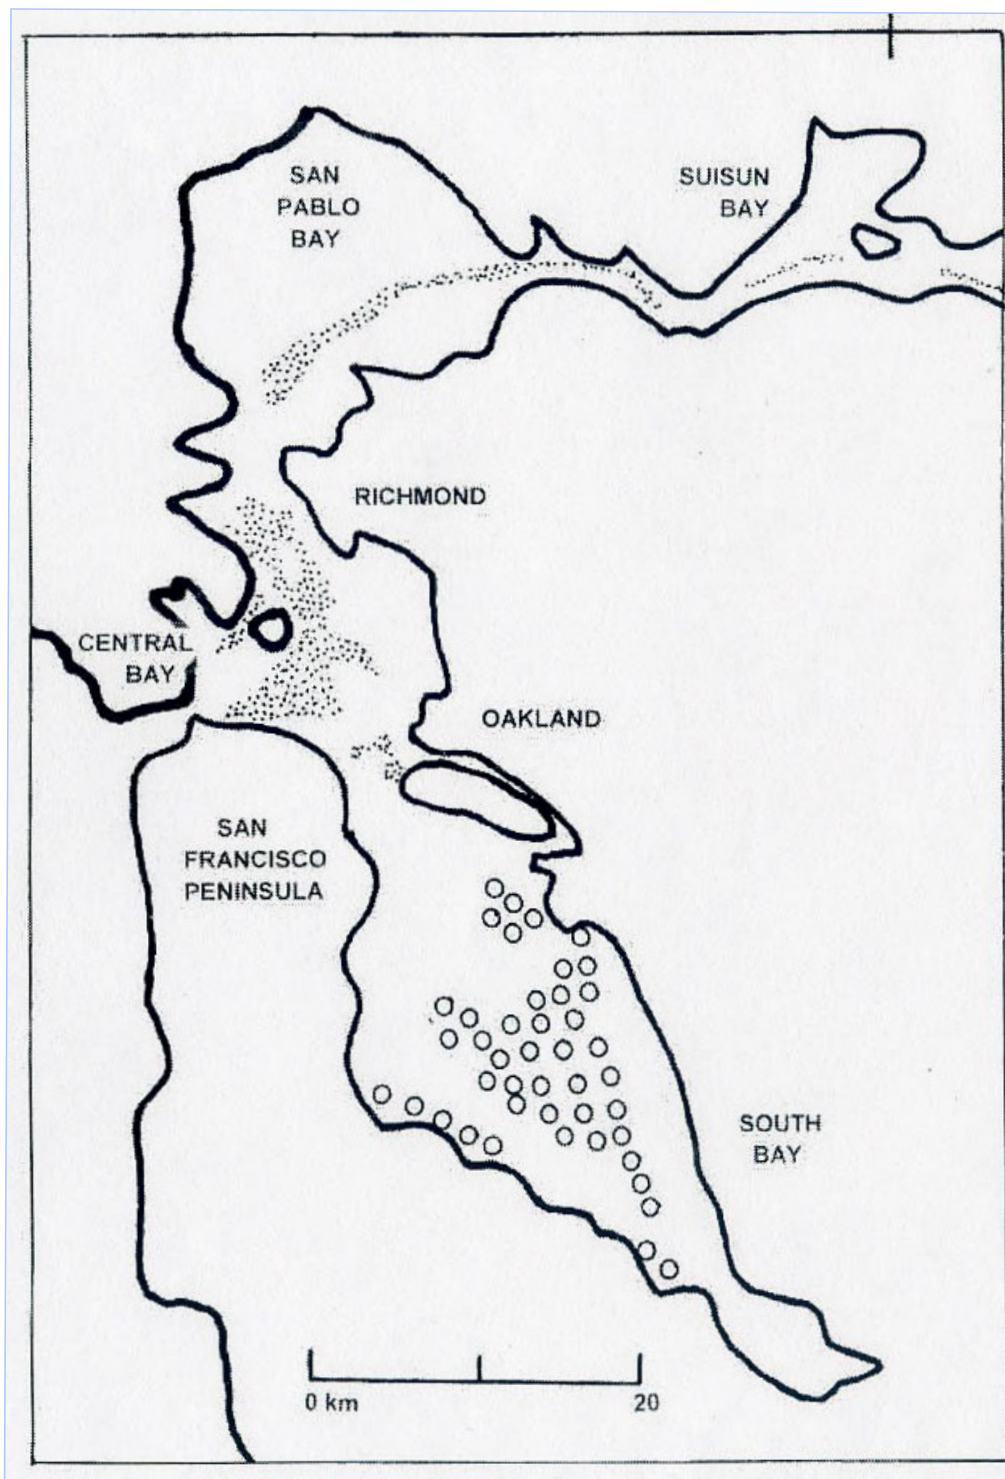 SAN
PABLO
BAY
SUISUN
BAY
RICHMOND
CENTRAL
BAY
OAKLAND
SAN
FRANCISCO
PENINSULA
SOUTH
BAY
0 km
20